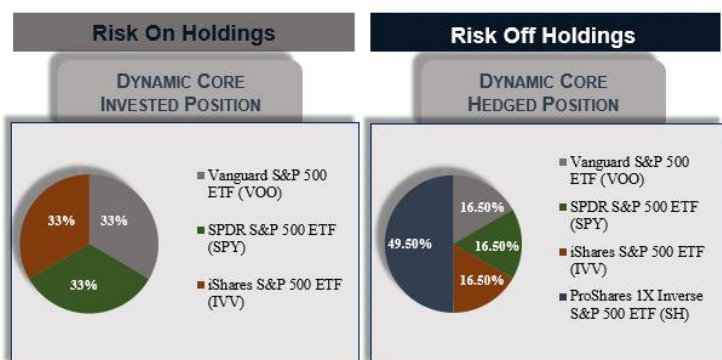 Risk On Holdings
DYNAMIC CORE
INVESTED POSITION
33%
33%
33%
Vanguard S&P 500
ETF (VOO)
SPDR S&P 500 ETF
(SPY)
iShares S&P 500 ETF
(IVV)
Risk Off Holdings
DYNAMIC CORE
HEDGED POSITION
16.50%
49.50%
16.50%
16.50%
Vanguard S&P 500
ETF (VOO)
SPDR S&P 500 ETF
(SPY)
iShares S&P 500 ETF
(IVV)
ProShares 1X Inverse
S&P 500 ETF (SH)